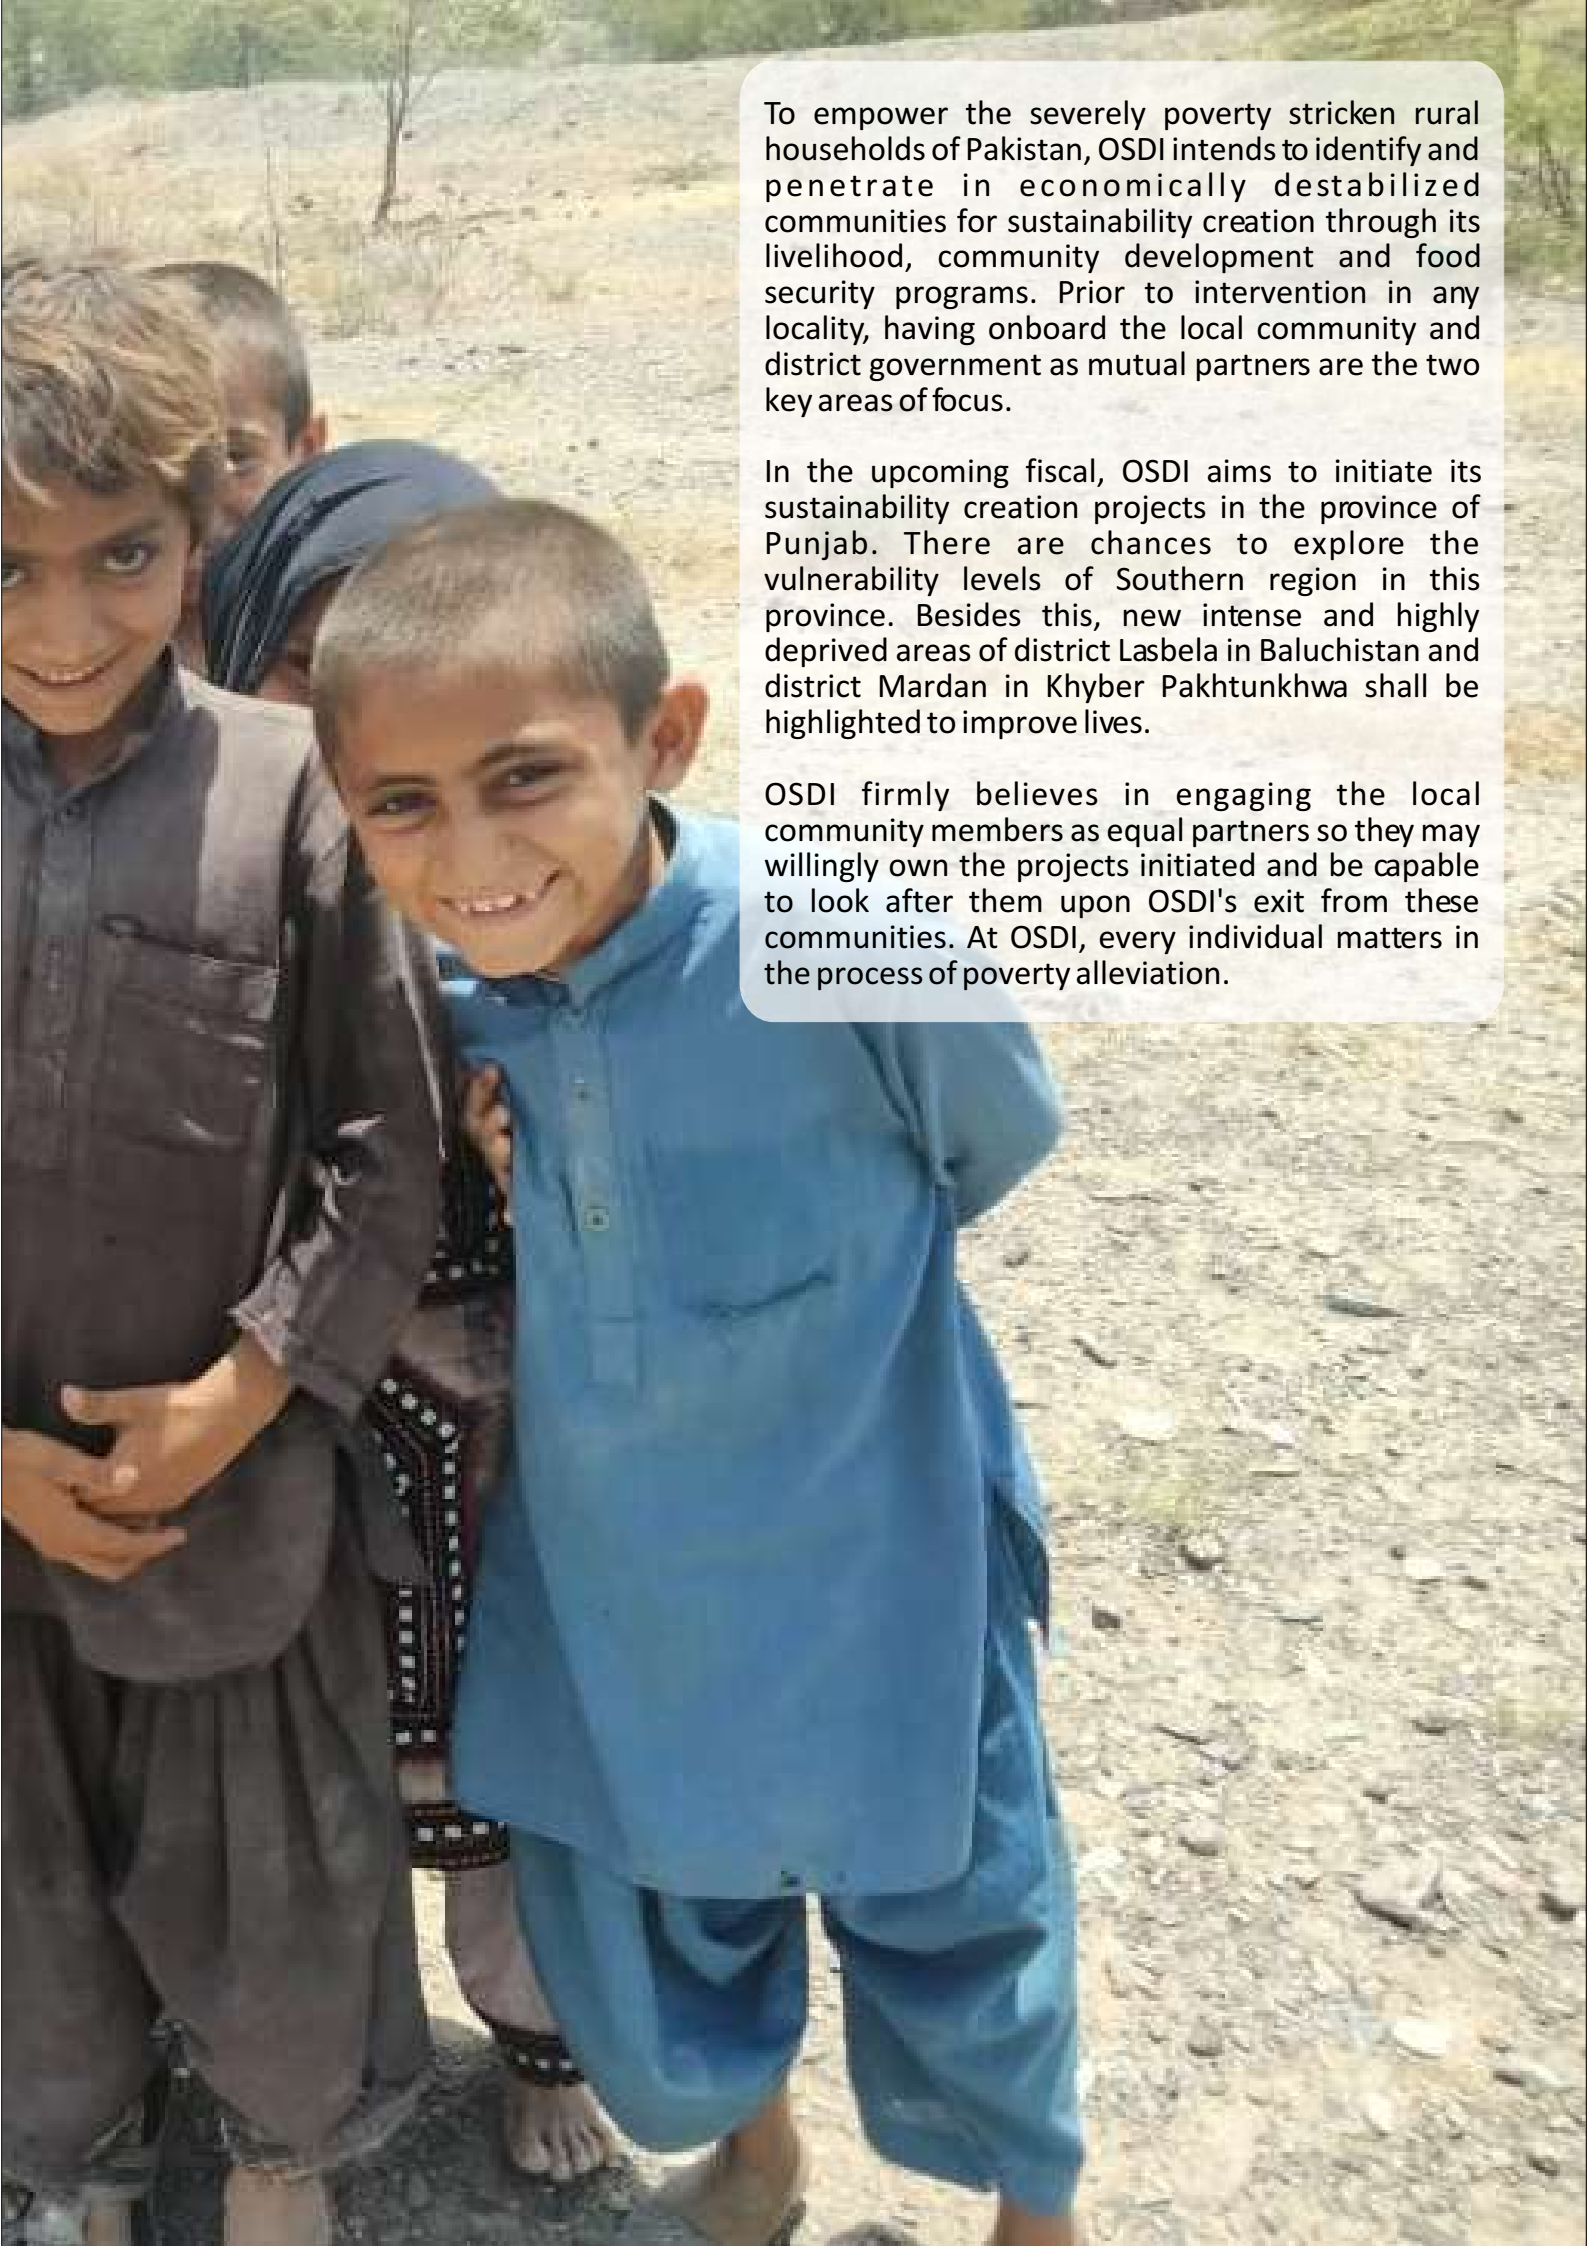 To empower the severely poverty stricken rural
households of Pakistan, OSDI intends to identify and
penetrate in economically destabilized
communities for sustainability creation through its
livelihood, community development and food
security programs. Prior to intervention in any
locality, having onboard the local community and
district government as mutual partners are the two
key areas of focus.
In the upcoming fiscal, OSDI aims to initiate its
sustainability creation projects in the province of
Punjab. There are chances to explore the
vulnerability levels of Southern region in this
province. Besides this, new intense and highly
deprived areas of district Lasbela in Baluchistan and
district Mardan in Khyber Pakhtunkhwa shall be
highlighted to improve lives.
OSDI firmly believes in engaging the local
community members as equal partners so they may
willingly own the projects initiated and be capable
to look after them upon OSDI's exit from these
communities. At OSDI, every individual matters in
the process of poverty alleviation.